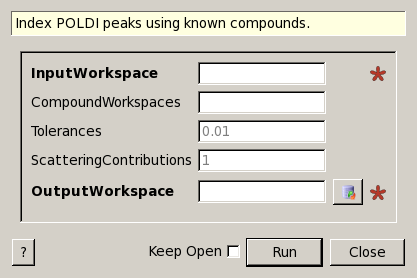 Index POLDI peaks using known compounds.
InputWorkspace
CompoundWorkspaces
Tolerances 0.01
ScatteringContributions 1
OutputWorkspace
? Keep Open Run Close